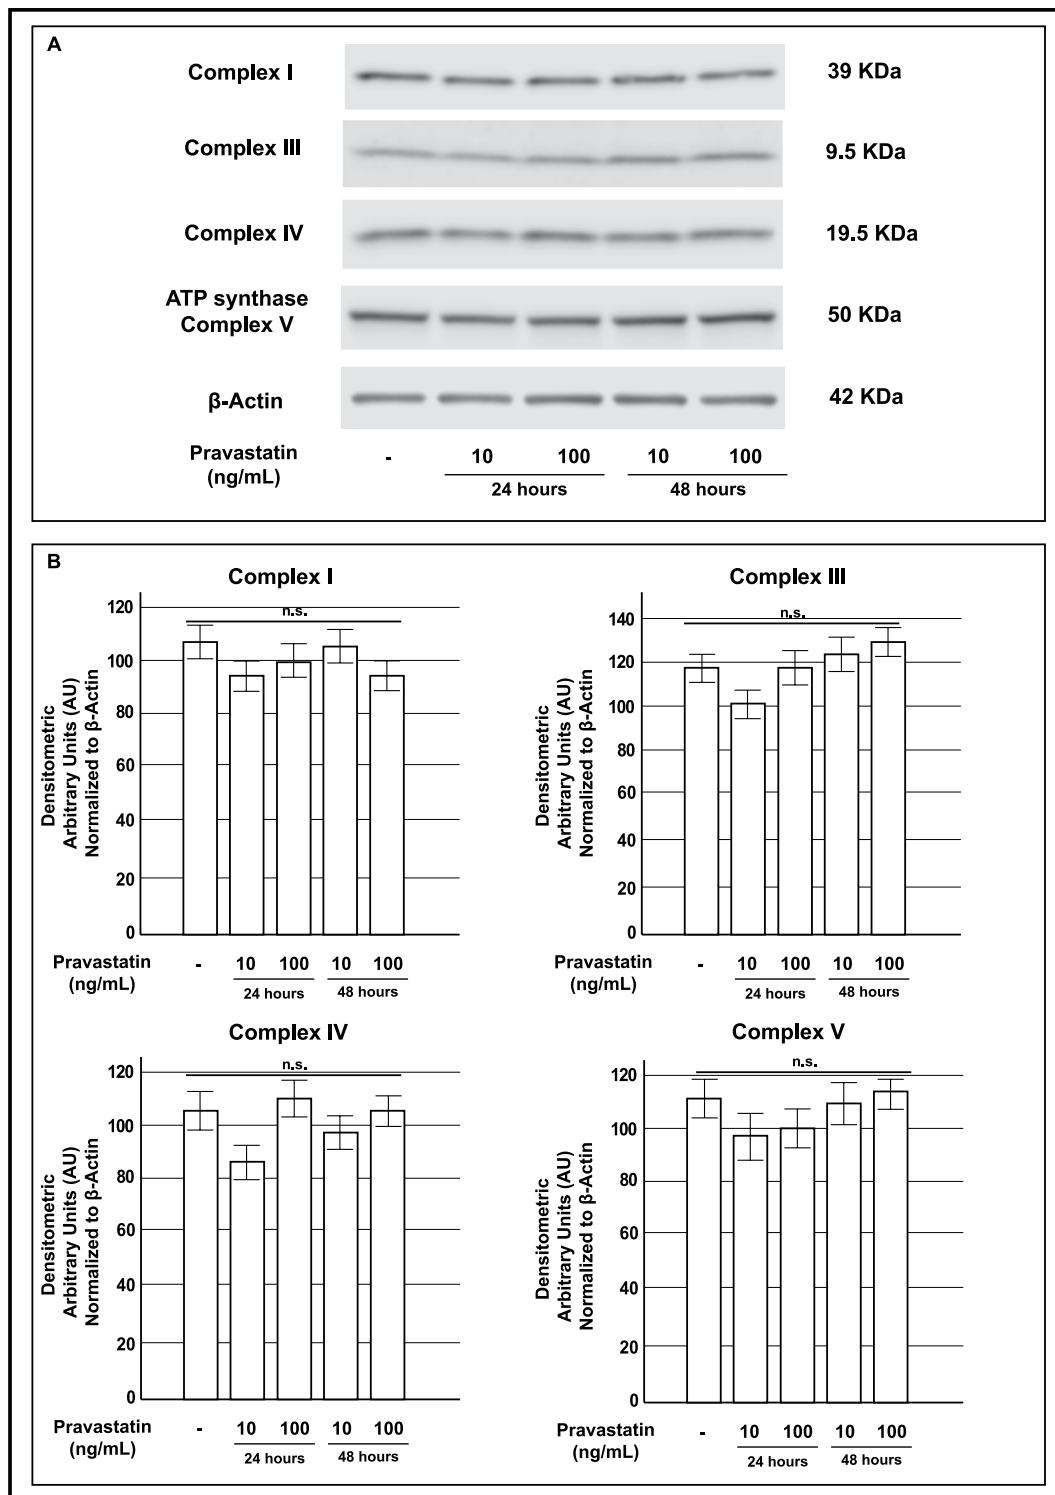 A
Complex I 39 KDa
Complex III 9.5 KDa
Complex IV 19.5 KDa
ATP synthase
Complex V 50 KDa
β-Actin 42 KDa
Pravastatin
(ng/mL) - 10 100 10 100
24 hours 48 hours
B
Complex I
n.s.
120
100
80
60
40
20
0
Densitometric
Arbitrary Units (AU)
Normalized to β-Actin
Pravastatin
(ng/mL) - 10 100 10 100
24 hours 48 hours
Complex III
n.s.
140
120
100
80
60
40
20
0
Densitometric
Arbitrary Units (AU)
Normalized to β-Actin
Pravastatin
(ng/mL) - 10 100 10 100
24 hours 48 hours
Complex IV
n.s.
120
100
80
60
40
20
0
Densitometric
Arbitrary Units (AU)
Normalized to β-Actin
Pravastatin
(ng/mL) - 10 100 10 100
24 hours 48 hours
Complex V
n.s.
120
100
80
60
40
20
0
Densitometric
Arbitrary Units (AU)
Normalized to β-Actin
Pravastatin
(ng/mL) - 10 100 10 100
24 hours 48 hours